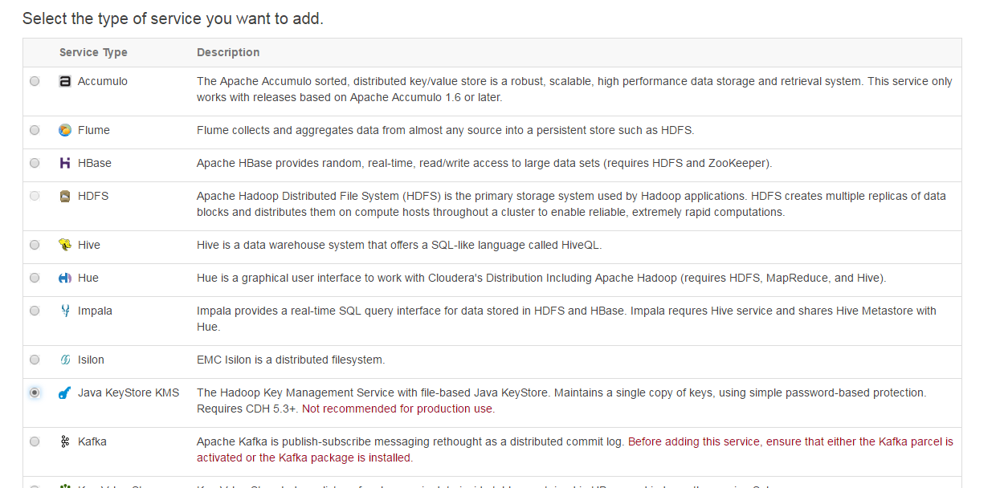 Select the type of service you want to add.
Service Type Description
Accumulo The Apache Accumulo sorted, distributed key/value store is a robust, scalable, high performance data storage and retrieval system. This service only
works with releases based on Apache Accumulo 1.6 or later.
Flume Flume collects and aggregates data from almost any source into a persistent store such as HDFS.
HBase Apache HBase provides random, real-time, read/write access to large data sets (requires HDFS and ZooKeeper).
HDFS Apache Hadoop Distributed File System (HDFS) is the primary storage system used by Hadoop applications. HDFS creates multiple replicas of data
blocks and distributes them on compute hosts throughout a cluster to enable reliable, extremely rapid computations.
Hive Hive is a data warehouse system that offers a SQL-like language called HiveQL.
Hue Hue is a graphical user interface to work with Cloudera's Distribution Including Apache Hadoop (requires HDFS, MapReduce, and Hive).
Impala Impala provides a real-time SQL query interface for data stored in HDFS and HBase. Impala requres Hive service and shares Hive Metastore with
Hue.
Isilon EMC Isilon is a distributed filesystem.
Java KeyStore KMS The Hadoop Key Management Service with file-based Java KeyStore. Maintains a single copy of keys, using simple password-based protection.
Requires CDH 5.3+. Not recommended for production use.
Kafka Apache Kafka is publish-subscribe messaging rethought as a distributed commit log. Before adding this service, ensure that either the Kafka parcel is
activated or the Kafka package is installed.